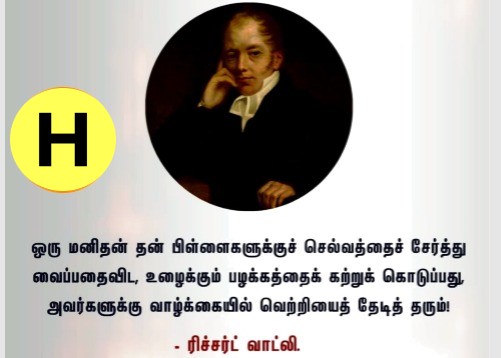 H
ஒரு மனிதன் தன் பிள்ளைகளுக்குச் செல்வத்தைச் சேர்த்து
வைப்பதைவிட, உழைக்கும் பழக்கத்தைக் கற்றுக் கொடுப்பது,
அவர்களுக்கு வாழ்க்கையில் வெற்றியைத் தேடித் தரும்!
- ரிச்சர்ட் வாட்லி.